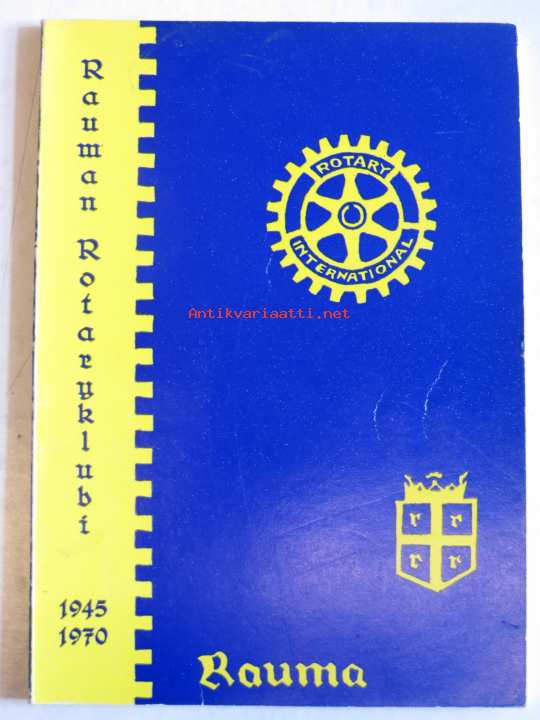 Rauman Rotaryklubi
1945
1970
ROTARY
INTERNATIONAL
Antikvariaatti.net
r r
r r
Rauma